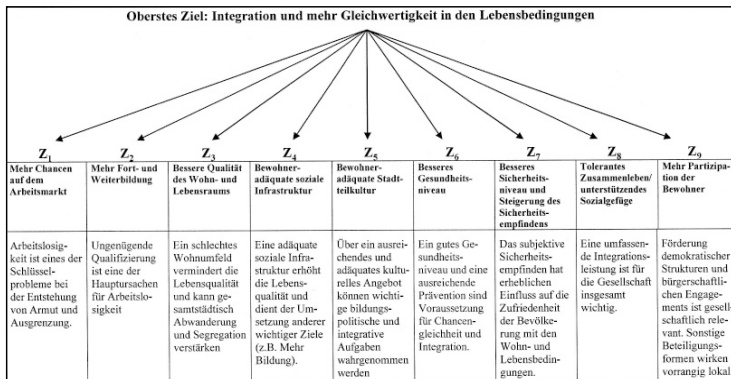 Oberstes Ziel: Integration und mehr Gleichwertigkeit in den Lebensbedingungen
Z1
Z2
Z3
Z4
Z5
Z6
Z7
Z8
Z9
Mehr Chancen
auf dem
Arbeitsmarkt
Mehr Fort- und
Weiterbildung
Bessere Qualität
des Wohn- und
Lebensraums
Bewohner-
adäquate soziale
Infrastruktur
Bewohner-
adäquate Stadt-
teilkultur
Besseres
Gesundheits-
niveau
Besseres
Sicherheits-
niveau und
Steigerung des
Sicherheits-
empfindens
Tolerantes
Zusammenleben/
unterstützendes
Sozialgefüge
Mehr Partizipa-
tion der
Bewohner
Arbeitslosig-
keit ist eines der
Schlüssel-
probleme bei
der Entstehung
von Armut und
Ausgrenzung.
Ungenügende
Qualifizierung
ist eine der
Hauptursachen
für Arbeitslo-
sigkeit
Ein schlechtes
Wohnumfeld
vermindert die
Lebensqualität
und kann ge-
samtstädtisch
Abwanderung
und Segregation
verstärken
Eine adäquate
soziale Infra-
struktur erhöht
die Lebens-
qualität und
dient der Um-
setzung anderer
wichtiger Ziele
(z.B. Mehr
Bildung).
Über ein ausrei-
chendes und
adäquates kultu-
relles Angebot
können wichti-
ge bildungs-
politische und
integrative
Aufgaben
wahrgenommen
werden
Ein gutes Ge-
sundheits-
niveau und eine
ausreichende
Prävention sind
Voraussetzung
für Chancen-
gleichheit und
Integration.
Das subjektive
Sicherheits-
empfinden hat
erheblichen
Einfluss auf die
Zufriedenheit
der Bevölke-
rung mit den
Wohn- und
Lebensbedin-
gungen.
Eine umfassen-
de Integrations-
leistung ist für
die Gesellschaft
insgesamt
wichtig.
Förderung
demokratischer
Strukturen und
bürgerschaftli-
chen Engage-
ments ist gesell-
schaftlich rele-
vant. Sonstige
Beteiligungs-
formen wirken
vorrangig lokal